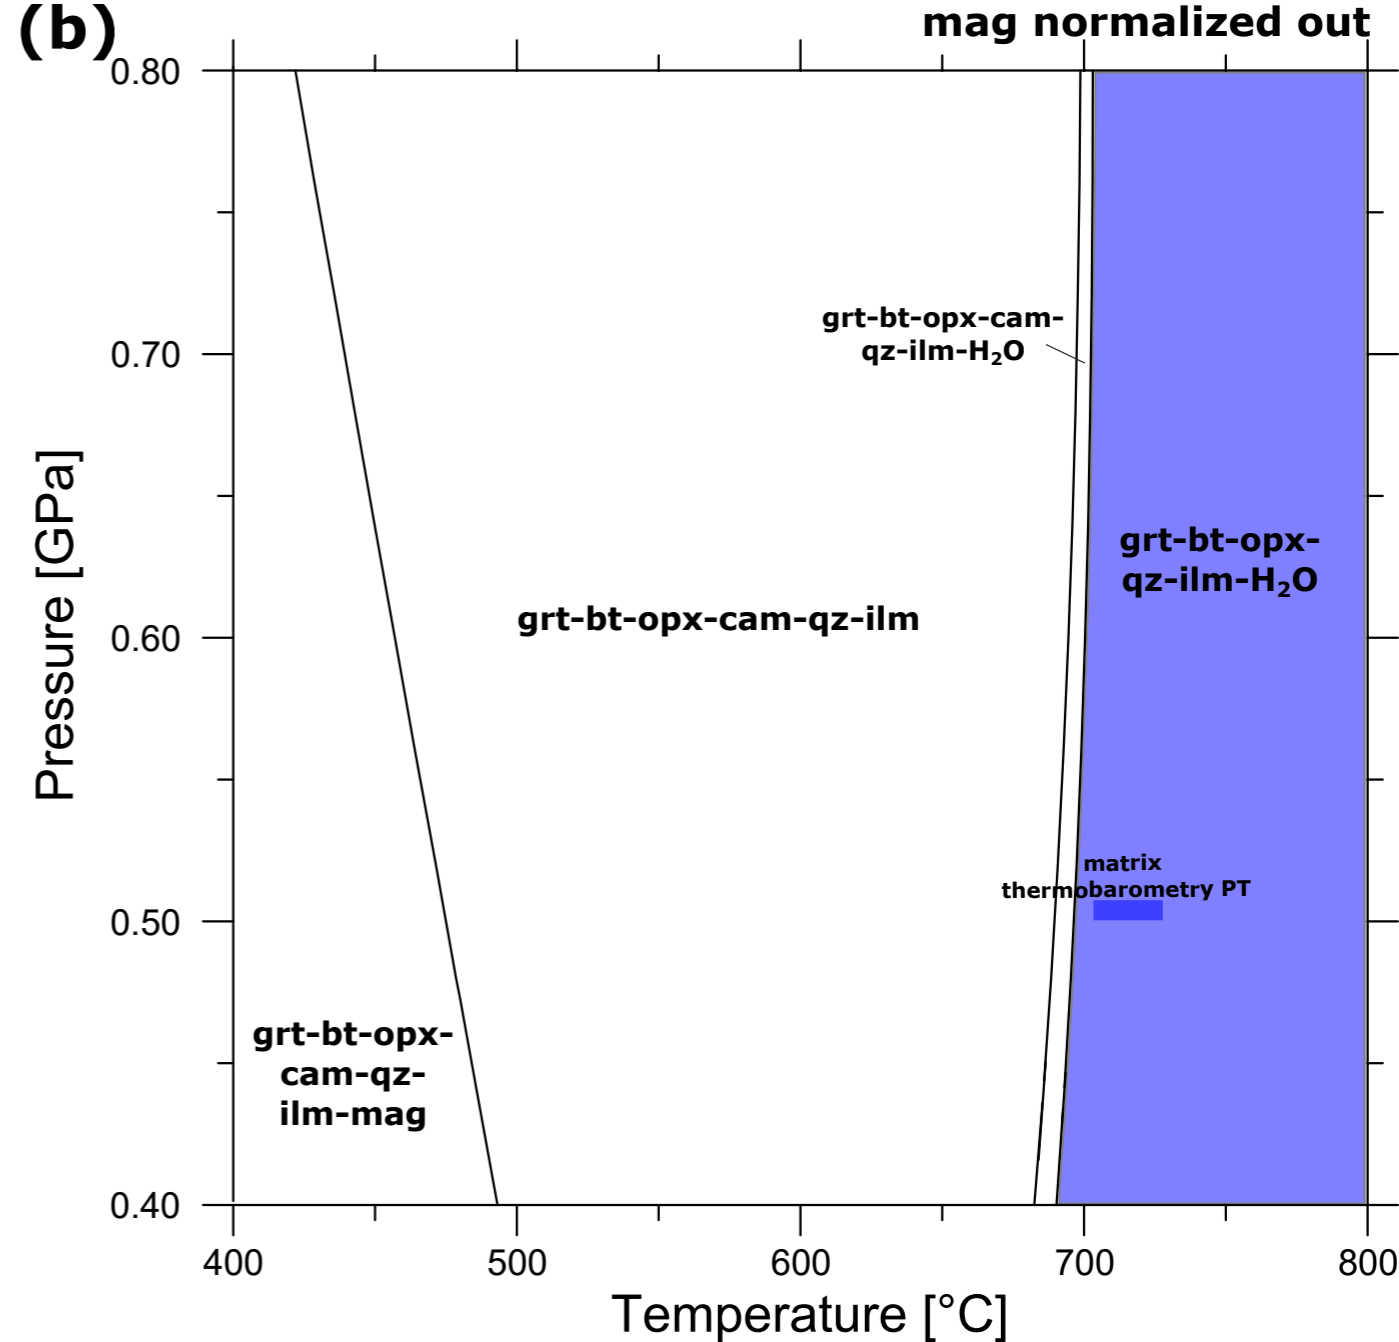 (b)
mag normalized out
0.80
0.70
0.60
0.50
0.40
Pressure [GPa]
grt-bt-opx-cam-
qz-ilm-H₂O
grt-bt-opx-
qz-ilm-H₂O
grt-bt-opx-cam-qz-ilm
matrix
thermobarometry PT
grt-bt-opx-
cam-qz-
ilm-mag
400 500 600 700 800
Temperature [°C]